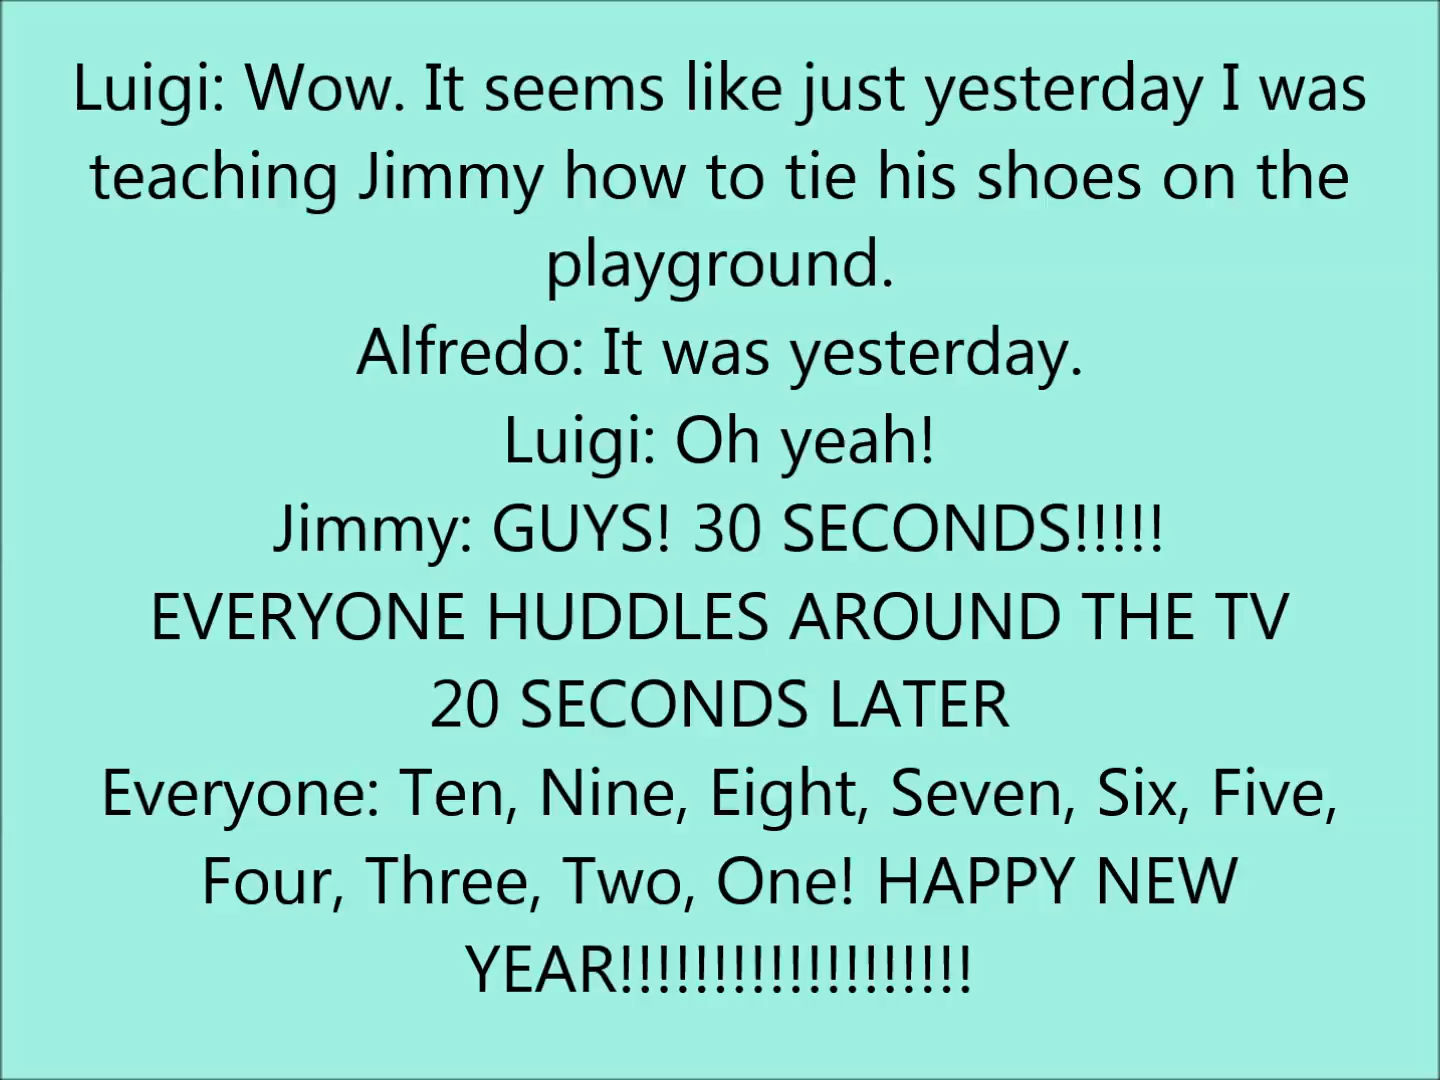 Luigi: Wow. It seems like just yesterday I was
teaching Jimmy how to tie his shoes on the
playground.
Alfredo: It was yesterday.
Luigi: Oh yeah!
Jimmy: GUYS! 30 SECONDS!!!!!
EVERYONE HUDDLES AROUND THE TV
20 SECONDS LATER
Everyone: Ten, Nine, Eight, Seven, Six, Five,
Four, Three, Two, One! HAPPY NEW
YEAR!!!!!!!!!!!!!!!!!!!